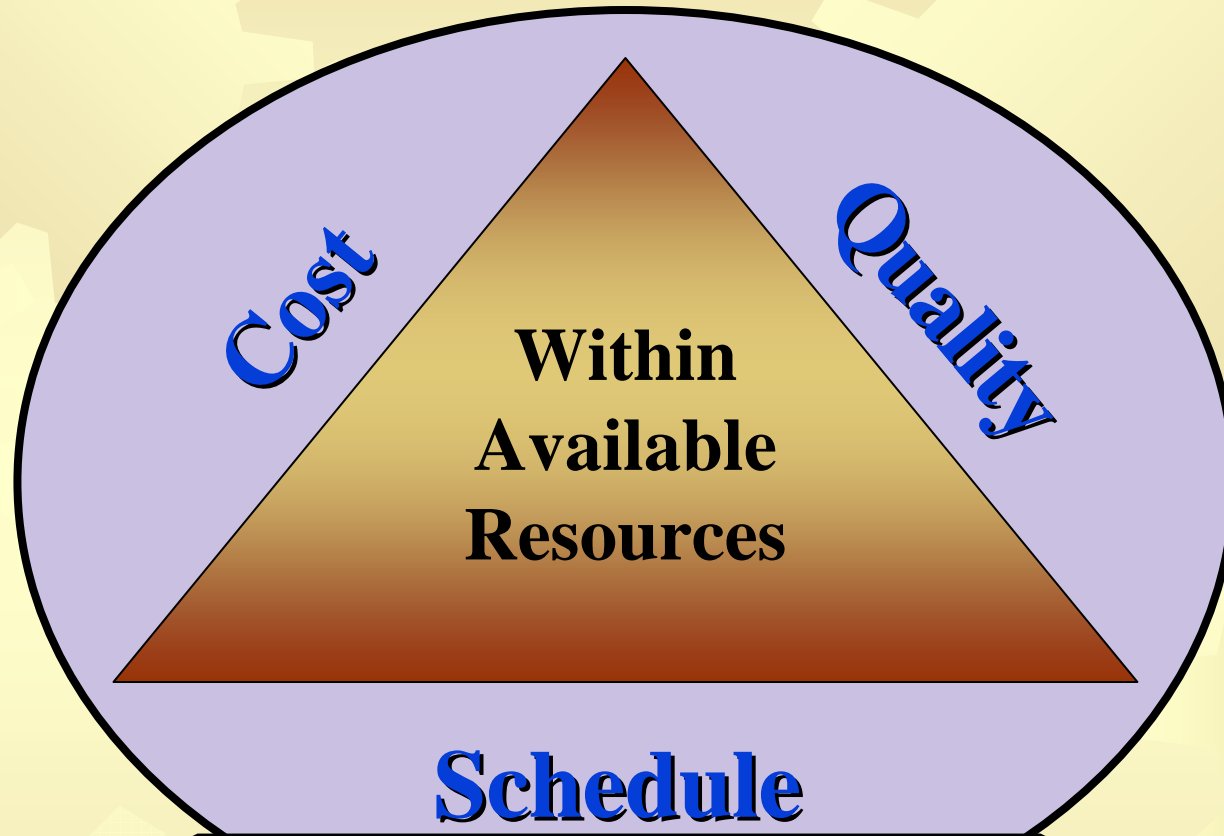 Cost
Quality
Within
Available
Resources
Schedule